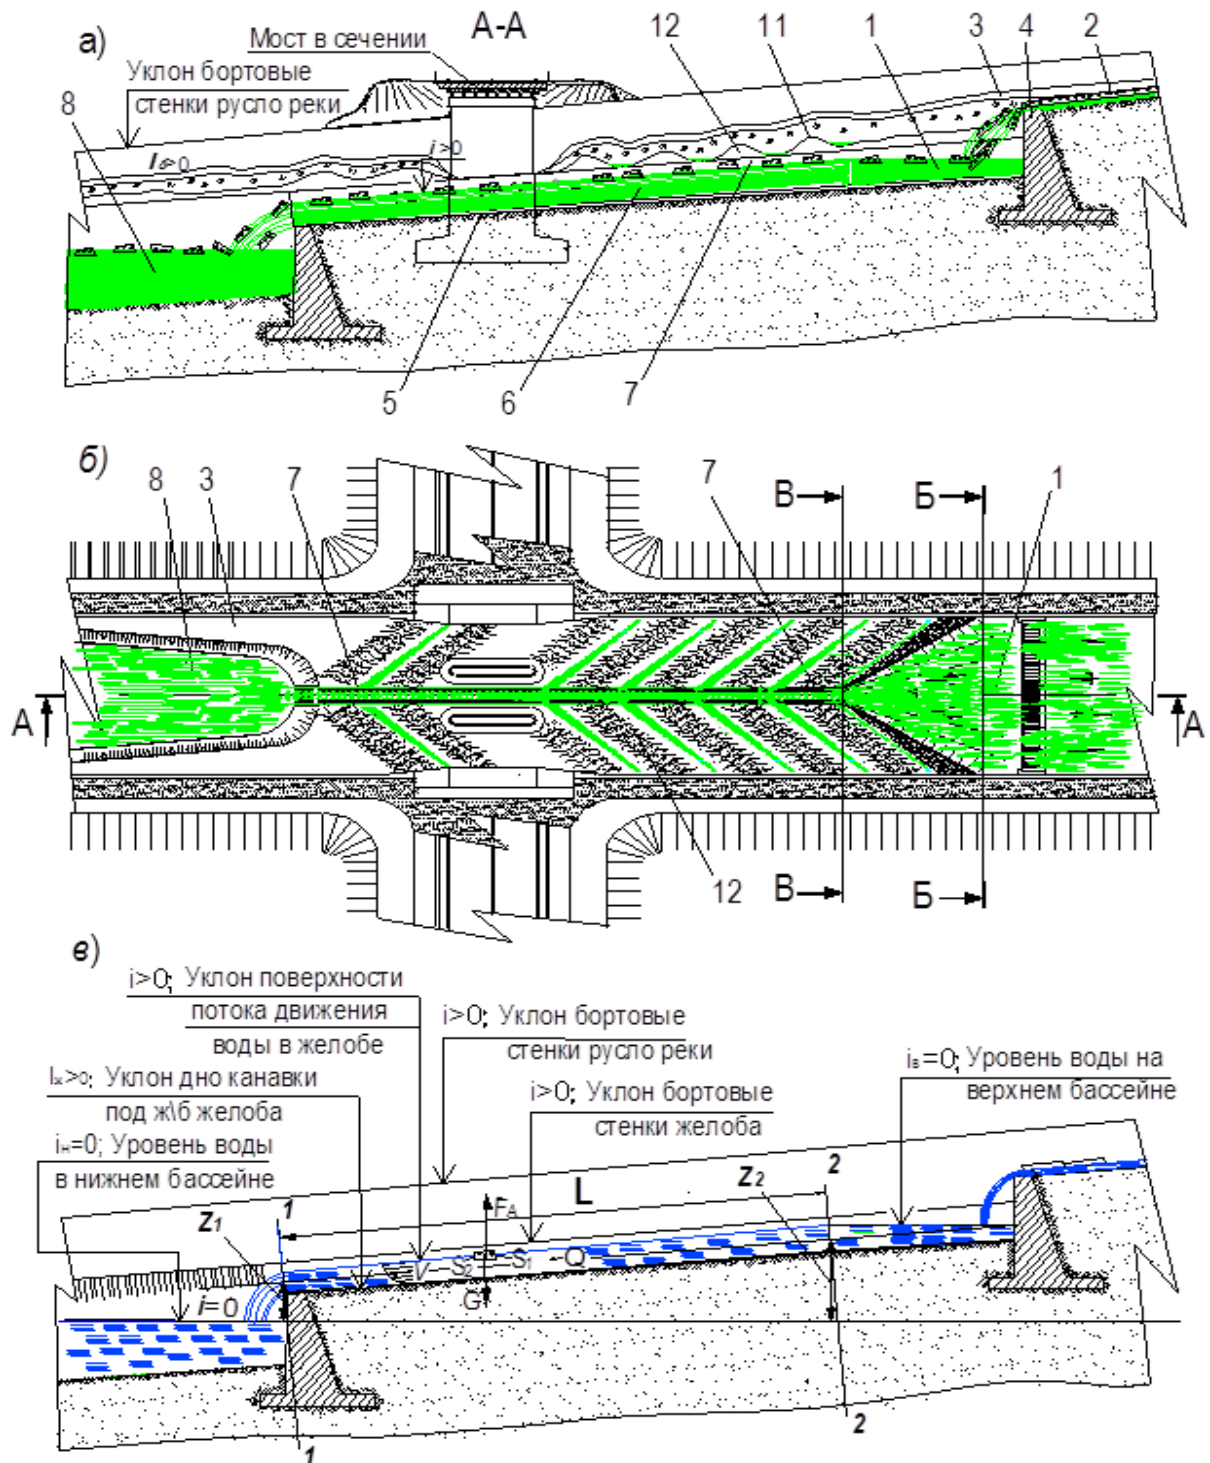 а)
А-А
12
11
1
3
4
2
Мост в сечении
Уклон бортовые
стенки русло реки
8
i>0
5
6
7
б)
8
3
7
7
В
Б
1
А
А
12
В
Б
в)
i>0; Уклон поверхности
потока движения
воды в желобе
i>0; Уклон бортовые
стенки русло реки
iв=0; Уровень воды на
верхнем бассейне
Iж>0; Уклон дно канавки
под ж\б желоба
i>0; Уклон бортовые
стенки желоба
iн=0; Уровень воды
в нижнем бассейне
Z1
1
L
Z2
2
FA
V
S2
S1
Q
G
i=0
1
2